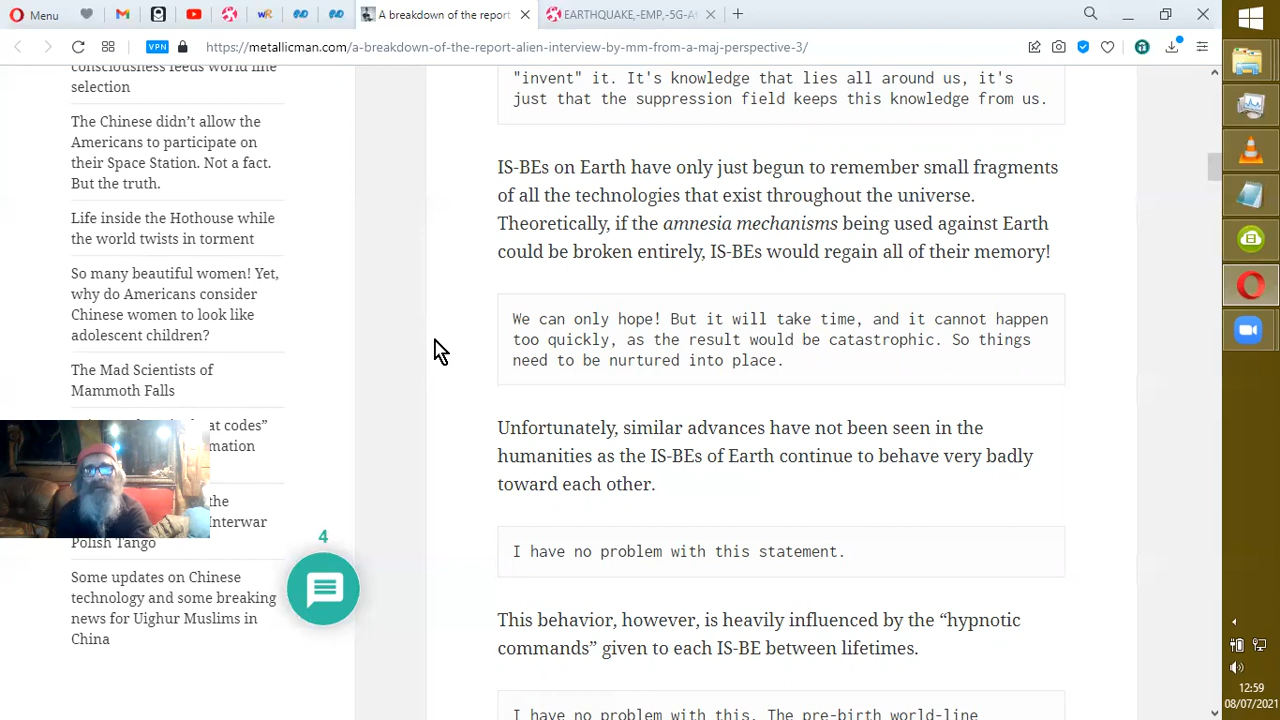 Menu
A breakdown of the report
EARTHQUAKE,-EMP,-5G-A
VPN
https://metallicman.com/a-breakdown-of-the-report-alien-interview-by-mm-from-a-maj-perspective-3/
consciousness feeds world line
selection
The Chinese didn’t allow the
Americans to participate on
their Space Station. Not a fact.
But the truth.
Life inside the Hothouse while
the world twists in torment
So many beautiful women! Yet,
why do Americans consider
Chinese women to look like
adolescent children?
The Mad Scientists of
Mammoth Falls
at codes”
mation
the
Interwar
Polish Tango
Some updates on Chinese
technology and some breaking
news for Uighur Muslims in
China
4
"invent" it. It's knowledge that lies all around us, it's
just that the suppression field keeps this knowledge from us.
IS-BEs on Earth have only just begun to remember small fragments
of all the technologies that exist throughout the universe.
Theoretically, if the amnesia mechanisms being used against Earth
could be broken entirely, IS-BEs would regain all of their memory!
We can only hope! But it will take time, and it cannot happen
too quickly, as the result would be catastrophic. So things
need to be nurtured into place.
Unfortunately, similar advances have not been seen in the
humanities as the IS-BEs of Earth continue to behave very badly
toward each other.
I have no problem with this statement.
This behavior, however, is heavily influenced by the “hypnotic
commands” given to each IS-BE between lifetimes.
I have no problem with this. The pre-birth world-line
12:59
08/07/2021